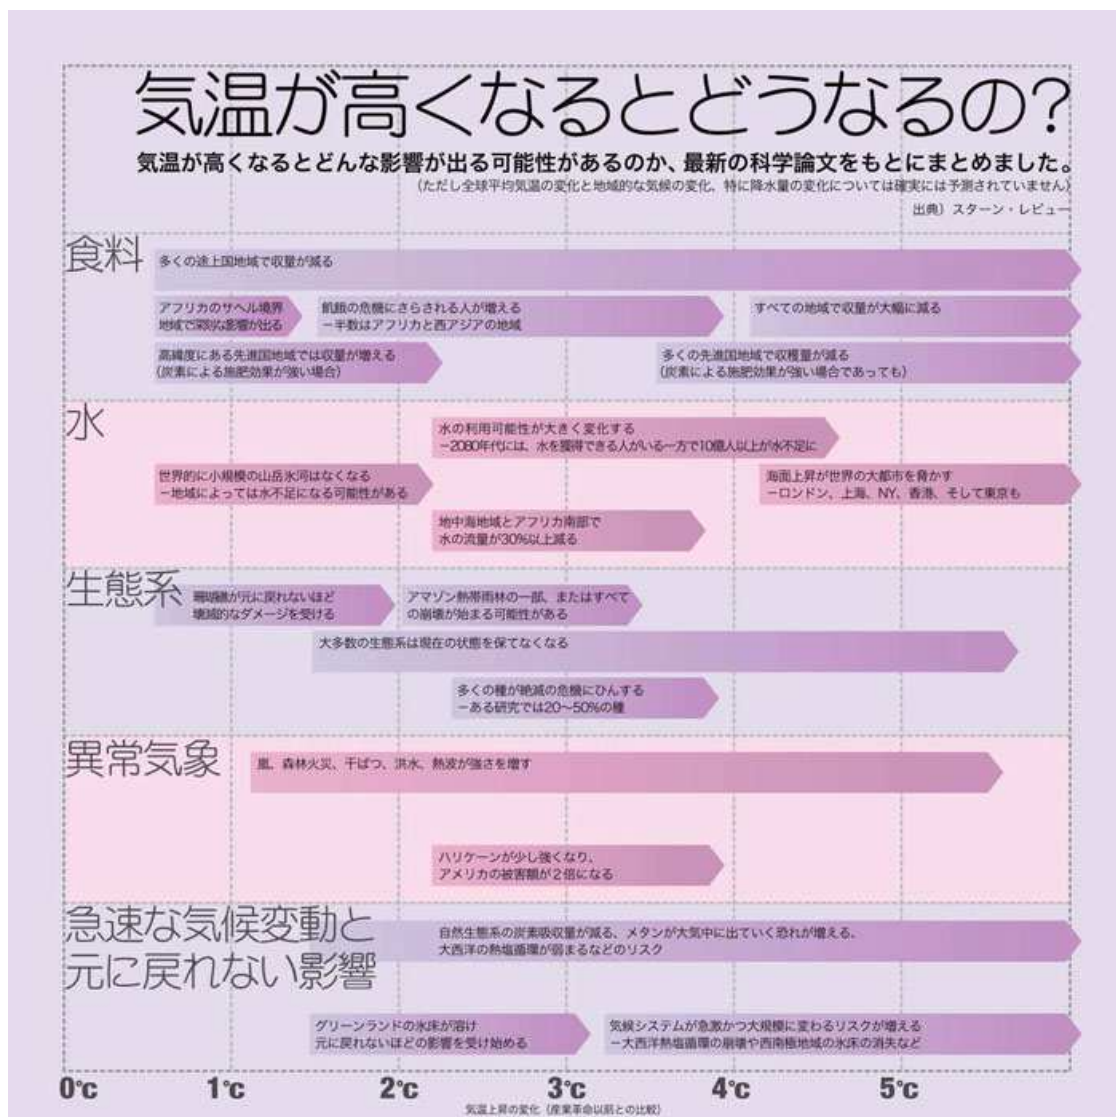 気温が高くなるとどうなるの?
気温が高くなるとどんな影響が出る可能性があるのか、最新の科学論文をもとにまとめました。
(ただし全球平均気温の変化と地域的な気候の変化、特に降水量の変化については確実には予測されていません)
出典）スターン・レビュー
食料
多くの途上国地域で収量が減る
アフリカのサヘル境界
地域で深刻な影響が出る
飢餓の危機にさらされる人が増える
−半数はアフリカと西アジアの地域
すべての地域で収量が大幅に減る
高緯度にある先進国地域では収量が増える
(炭素による施肥効果が強い場合)
多くの先進国地域で収穫量が減る
(炭素による施肥効果が強い場合であっても)
水
水の利用可能性が大きく変化する
−2080年代には、水を獲得できる人がいる一方で10億人以上が水不足に
世界的に小規模の山岳氷河はなくなる
−地域によっては水不足になる可能性がある
海面上昇が世界の大都市を脅かす
−ロンドン、上海、NY、香港、そして東京も
地中海地域とアフリカ南部で
水の流量が30%以上減る
生態系
珊瑚礁が元に戻れないほど
壊滅的なダメージを受ける
アマゾン熱帯雨林の一部、またはすべて
の崩壊が始まる可能性がある
大多数の生態系は現在の状態を保てなくなる
多くの種が絶滅の危機にひんする
−ある研究では20〜50%の種
異常気象
嵐、森林火災、干ばつ、洪水、熱波が強さを増す
ハリケーンが少し強くなり、
アメリカの被害額が２倍になる
急速な気候変動と
元に戻れない影響
自然生態系の炭素吸収量が減る、メタンが大気中に出ていく恐れが増える、
大西洋の熱塩循環が弱まるなどのリスク
グリーンランドの氷床が溶け
元に戻れないほどの影響を受け始める
気候システムが急激かつ大規模に変わるリスクが増える
−大西洋熱塩循環の崩壊や西南極地域の氷床の消失など
0℃ 1℃ 2℃ 3℃ 4℃ 5℃
気温上昇の変化（産業革命以前との比較）